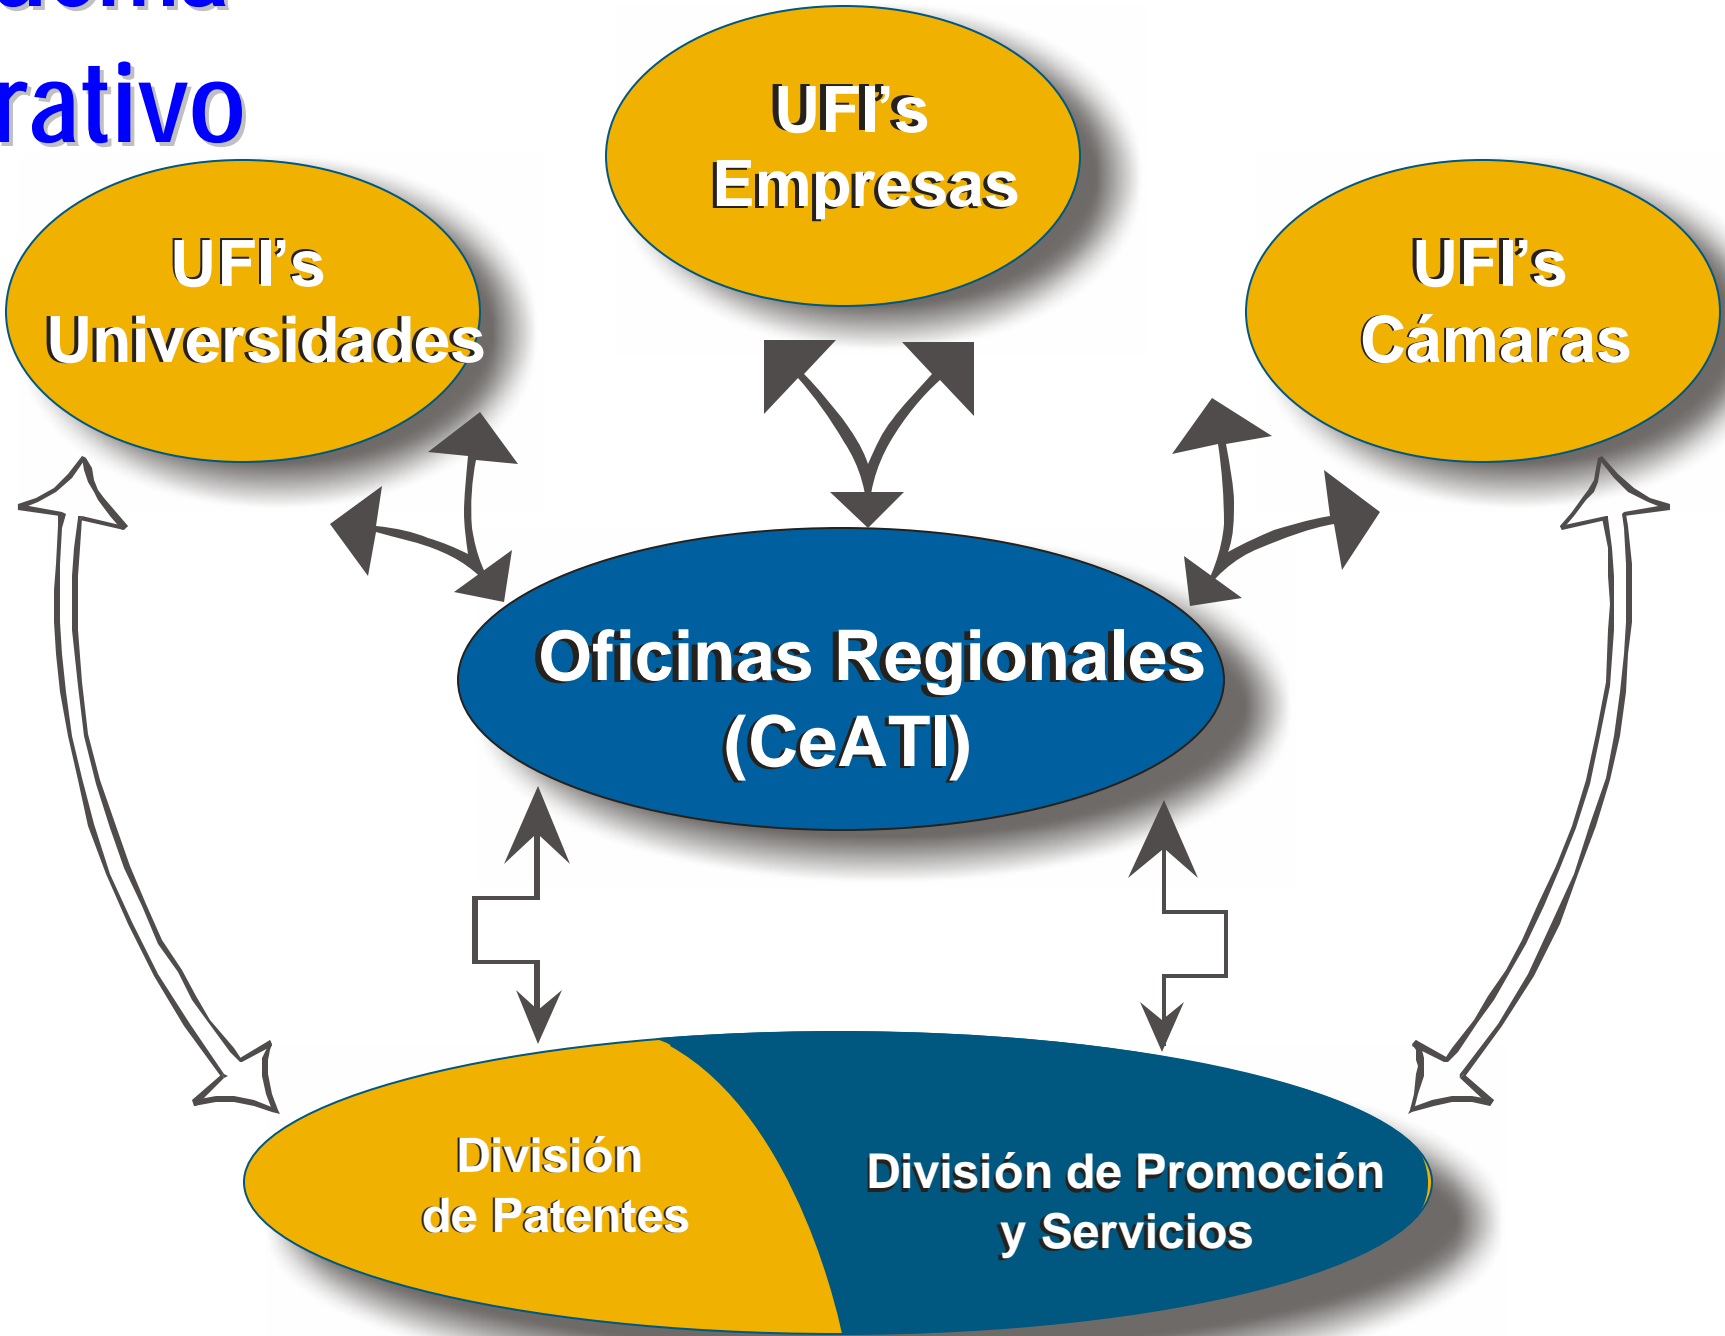 rativo
UFI's
Empresas
UFI's
Universidades
UFI's
Cámaras
Oficinas Regionales
(CeATI)
División
de Patentes
División de Promoción
y Servicios